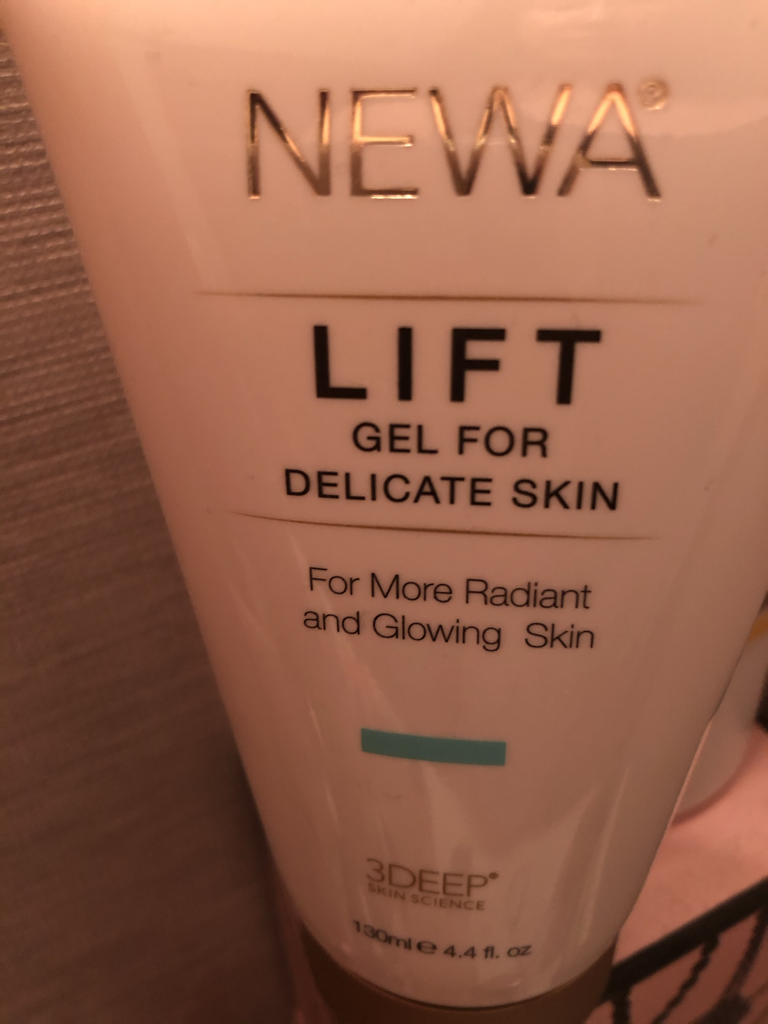 NEWA®
LIFT
GEL FOR
DELICATE SKIN
For More Radiant
and Glowing Skin
3DEEP®
SKIN SCIENCE
130ml ℮ 4.4 fl. oz